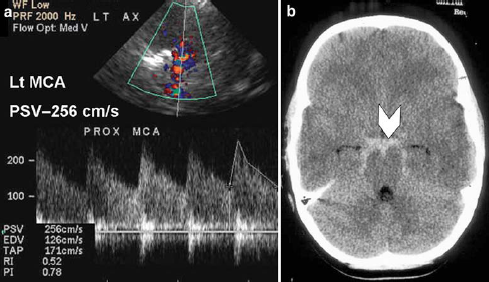 a
WF Low
PRF 2000 Hz
Flow Opt: Med V
LT AX
Lt MCA
PSV–256 cm/s
PROX MCA
200
100
PSV 256cm/s
EDV 126cm/s
TAP 171cm/s
RI 0.52
PI 0.78
b